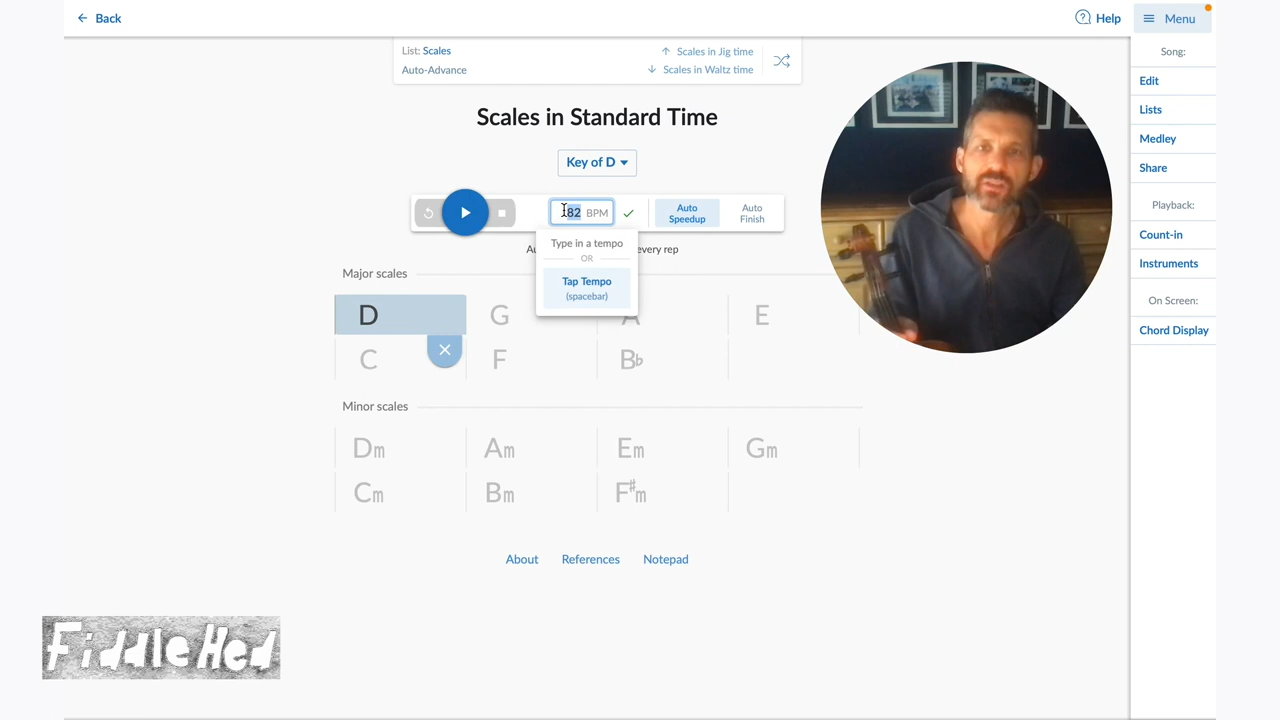 Back
Help
Menu
List: Scales
Scales in Jig time
Auto-Advance
Scales in Waltz time
Song:
Edit
Lists
Medley
Share
Playback:
Count-in
Instruments
On Screen:
Chord Display
Scales in Standard Time
Key of D
82 BPM
Auto Speedup
Auto Finish
every rep
Type in a tempo
OR
Tap Tempo
(spacebar)
Major scales
D G A E
C F B♭
Minor scales
Dm Am Em Gm
Cm Bm F#m
About References Notepad
FiddleHed